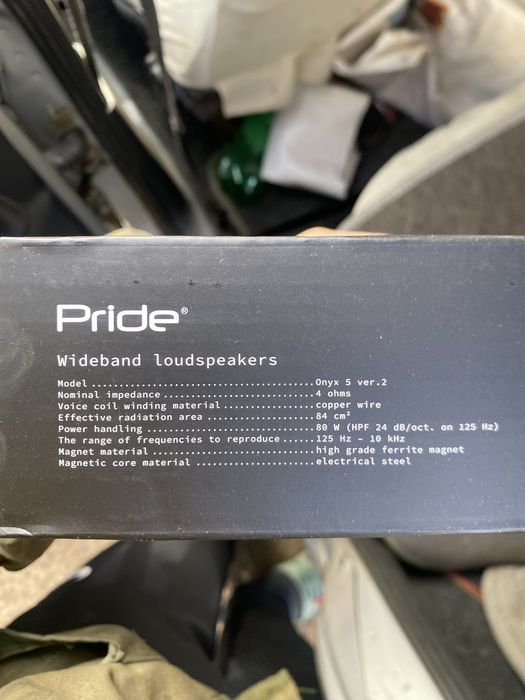 Pride®
Wideband loudspeakers
Model ........................................ Onyx 5 ver.2
Nominal impedance ........................... 4 ohms
Voice coil winding material ................ copper wire
Effective radiation area ................... 84 cm²
Power handling ............................. 80 W (HPF 24 dB/oct. on 125 Hz)
The range of frequencies to reproduce ...... 125 Hz – 10 kHz
Magnet material ............................ high grade ferrite magnet
Magnetic core material ..................... electrical steel